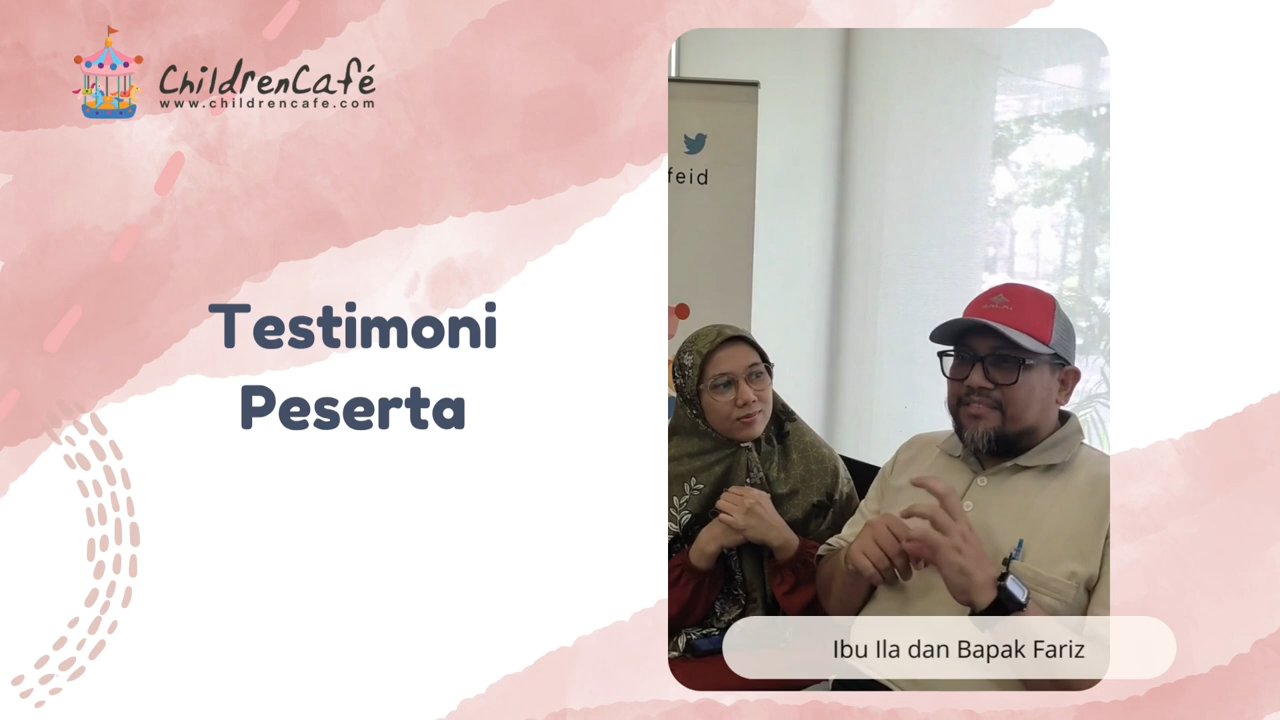 ChildrenCafé
www.childrencafe.com
feid
Testimoni
Peserta
Ibu Ila dan Bapak Fariz